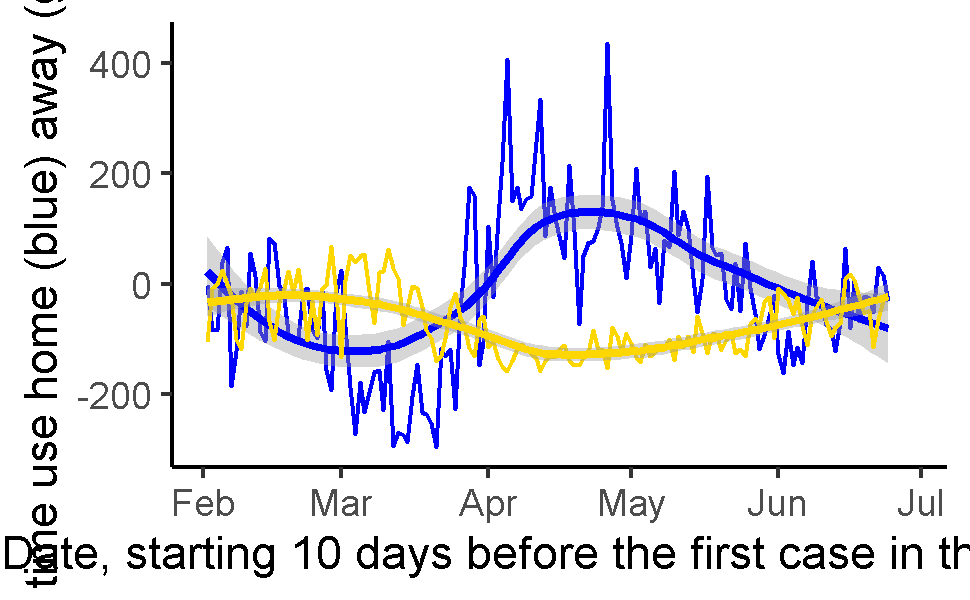 time use home (blue) away (
400
200
0
-200
Feb Mar Apr May Jun Jul
Date, starting 10 days before the first case in th